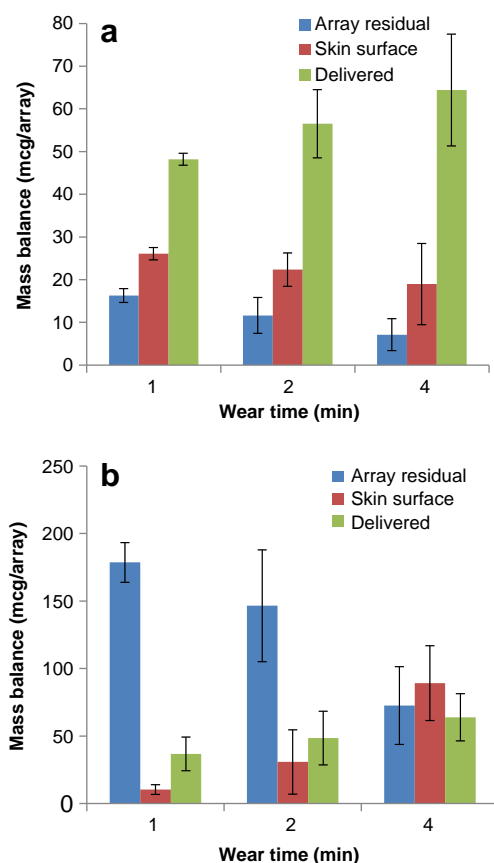 a
Array residual
Skin surface
Delivered
Mass balance (mcg/array)
80
70
60
50
40
30
20
10
0
1 2 4
Wear time (min)
b
Array residual
Skin surface
Delivered
Mass balance (mcg/array)
250
200
150
100
50
0
1 2 4
Wear time (min)